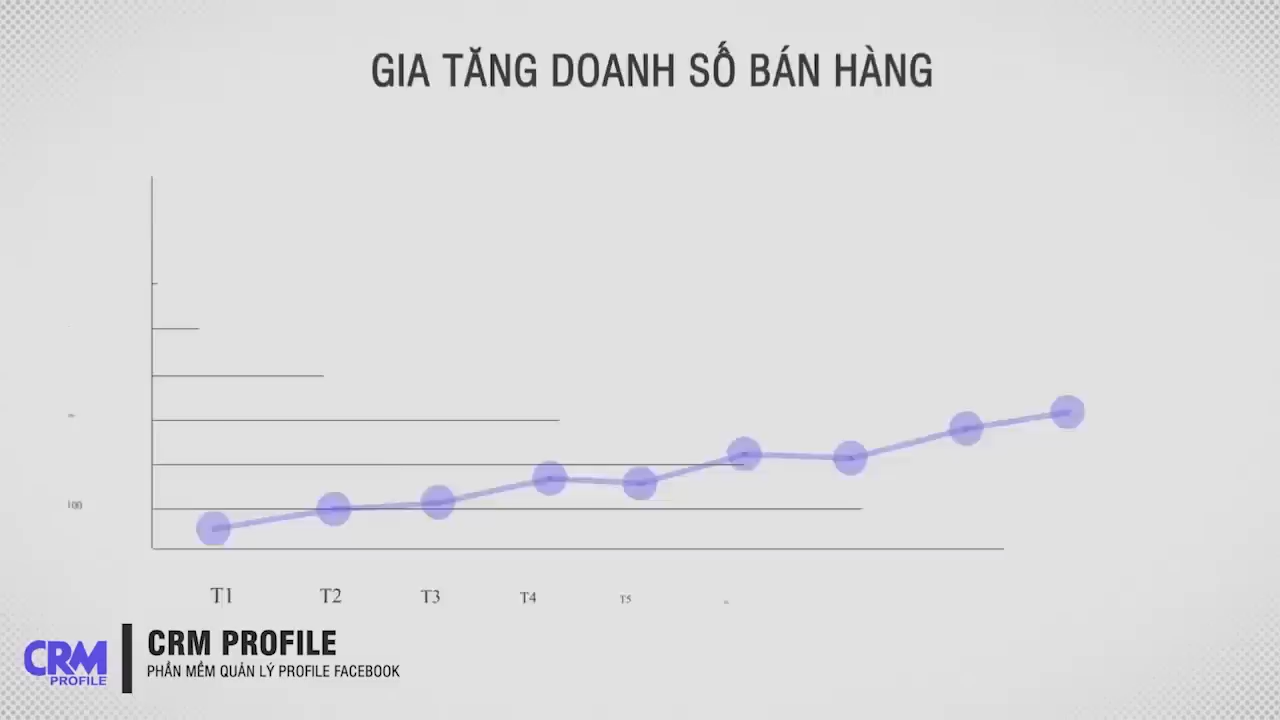 GIA TĂNG DOANH SỐ BÁN HÀNG
100
T1 T2 T3 T4 T5
CRM PROFILE
CRM PROFILE
PHẦN MỀM QUẢN LÝ PROFILE FACEBOOK